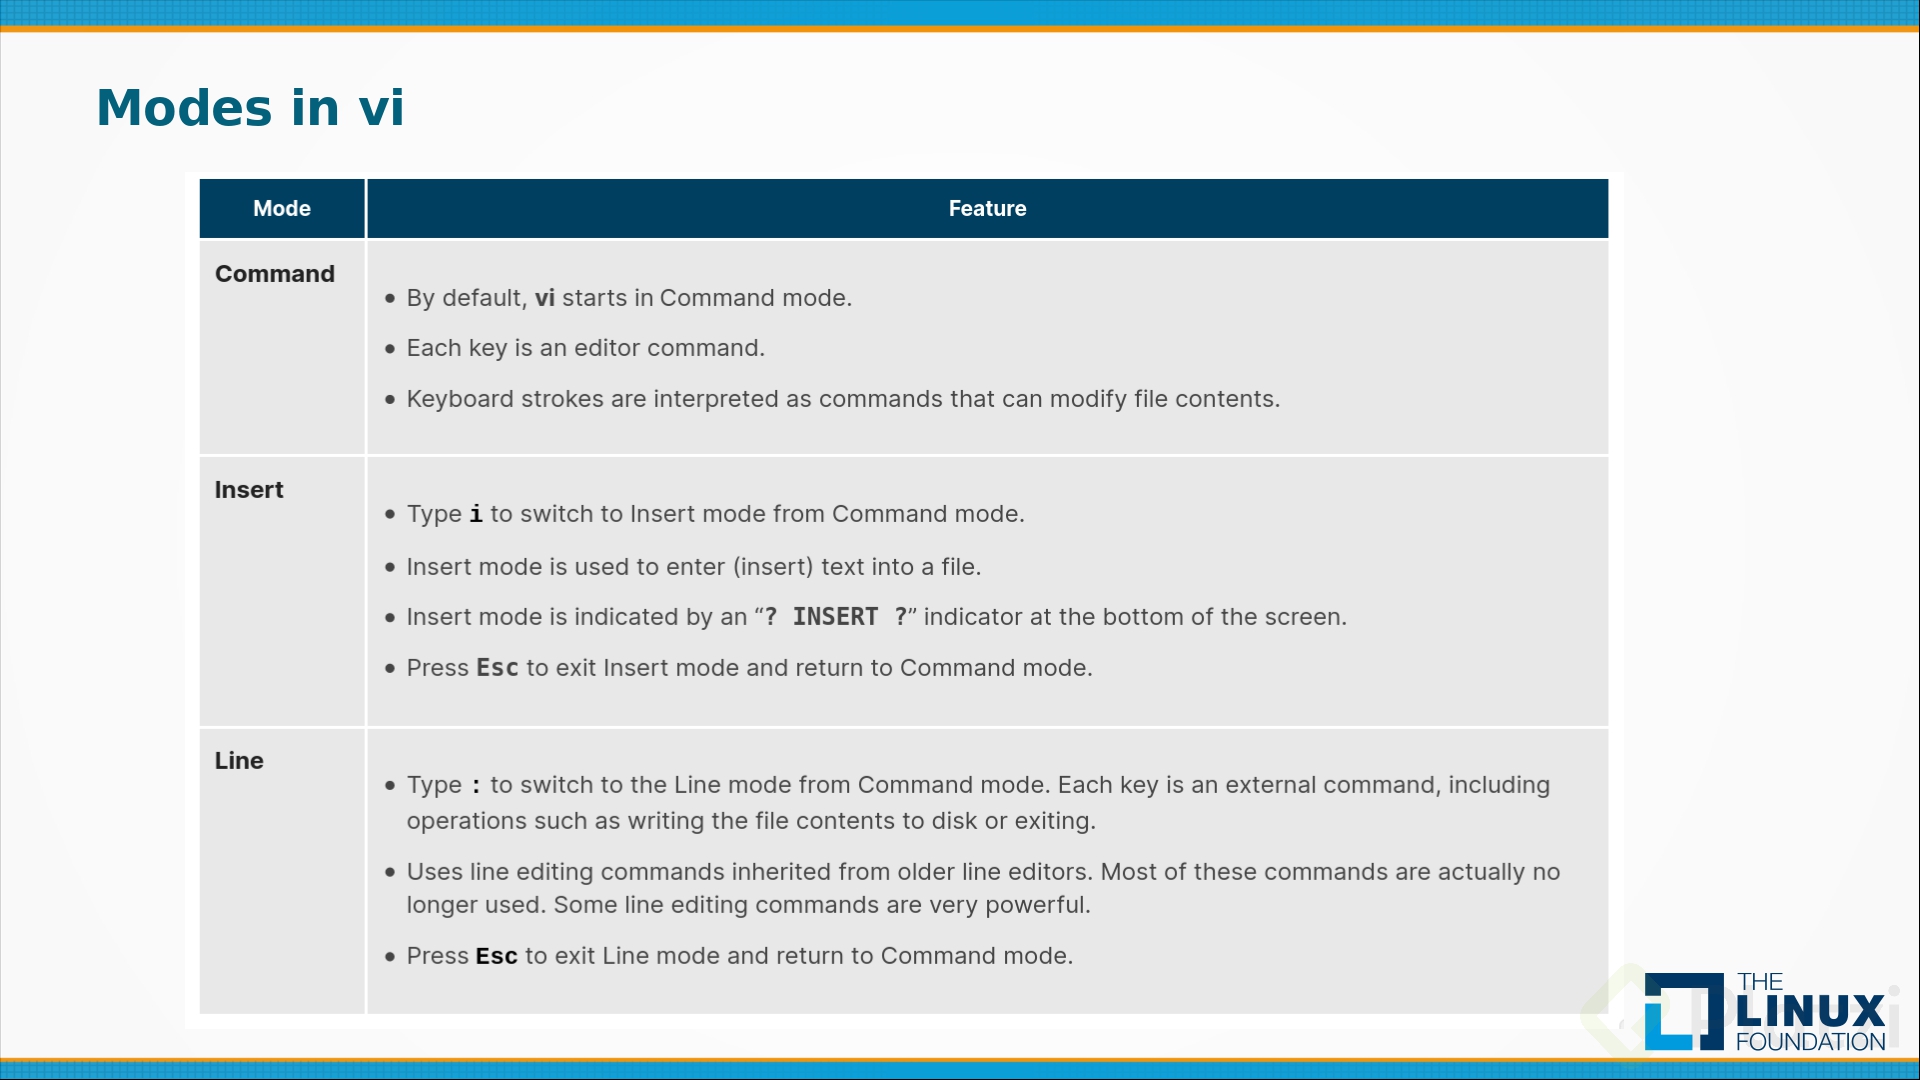 Modes in vi
Mode
Feature
Command
• By default, vi starts in Command mode.
• Each key is an editor command.
• Keyboard strokes are interpreted as commands that can modify file contents.
Insert
• Type i to switch to Insert mode from Command mode.
• Insert mode is used to enter (insert) text into a file.
• Insert mode is indicated by an “? INSERT ?” indicator at the bottom of the screen.
• Press Esc to exit Insert mode and return to Command mode.
Line
• Type : to switch to the Line mode from Command mode. Each key is an external command, including
operations such as writing the file contents to disk or exiting.
• Uses line editing commands inherited from older line editors. Most of these commands are actually no
longer used. Some line editing commands are very powerful.
• Press Esc to exit Line mode and return to Command mode.
THE
LINUX
FOUNDATION